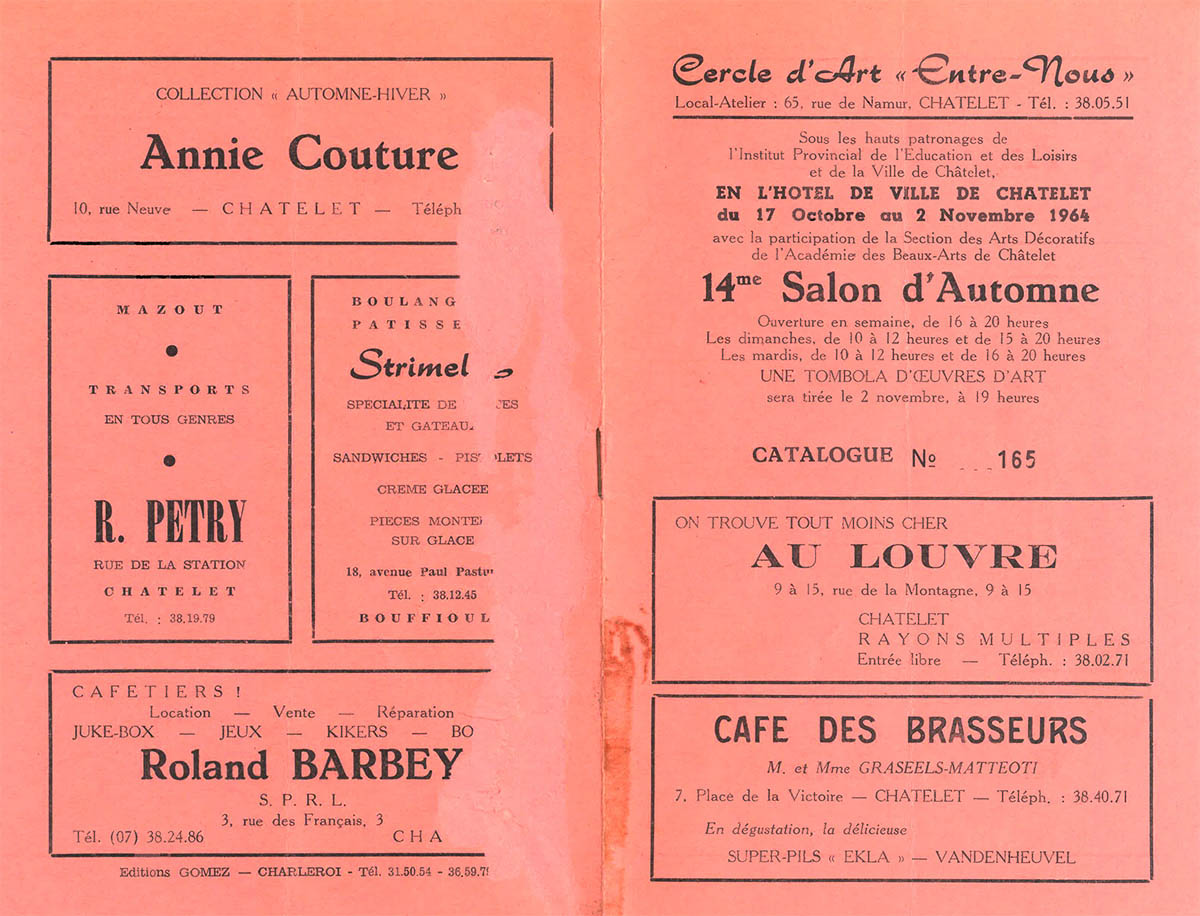 COLLECTION « AUTOMNE-HIVER »
Annie Couture
10, rue Neuve — CHATELET — Téléph
MAZOUT
●
TRANSPORTS
EN TOUS GENRES
●
R. PETRY
RUE DE LA STATION
CHATELET
Tél. : 38.19.79
BOULANG
PATISSE
Strimel
SPECIALITE DE
ET GATEAU
SANDWICHES - PIS OLETS
CREME GLACEE
PIECES MONTE
SUR GLACE
18, avenue Paul Pastu
Tél. : 38.12.45
BOUFFIOUL
CAFETIERS !
Location — Vente — Réparation
JUKE-BOX — JEUX — KIKERS — BO
Roland BARBEY
S. P. R. L.
3, rue des Français, 3
Tél. (07) 38.24.86 CHA
Editions GOMEZ — CHARLEROI - Tél. 31.50.54 - 36.59.7
Cercle d'Art « Entre-Nous »
Local-Atelier : 65, rue de Namur, CHATELET - Tél. : 38.05.51
Sous les hauts patronages de
l'Institut Provincial de l'Education et des Loisirs
et de la Ville de Châtelet,
EN L'HOTEL DE VILLE DE CHATELET
du 17 Octobre au 2 Novembre 1964
avec la participation de la Section des Arts Décoratifs
de l'Académie des Beaux-Arts de Châtelet
14me Salon d'Automne
Ouverture en semaine, de 16 à 20 heures
Les dimanches, de 10 à 12 heures et de 15 à 20 heures
Les mardis, de 10 à 12 heures et de 16 à 20 heures
UNE TOMBOLA D'ŒUVRES D'ART
sera tirée le 2 novembre, à 19 heures
CATALOGUE No ...165
ON TROUVE TOUT MOINS CHER
AU LOUVRE
9 à 15, rue de la Montagne, 9 à 15
CHATELET
RAYONS MULTIPLES
Entrée libre — Téléph. : 38.02.71
CAFE DES BRASSEURS
M. et Mme GRASEELS-MATTEOTI
7, Place de la Victoire — CHATELET — Téléph. : 38.40.71
En dégustation, la délicieuse
SUPER-PILS « EKLA » — VANDENHEUVEL